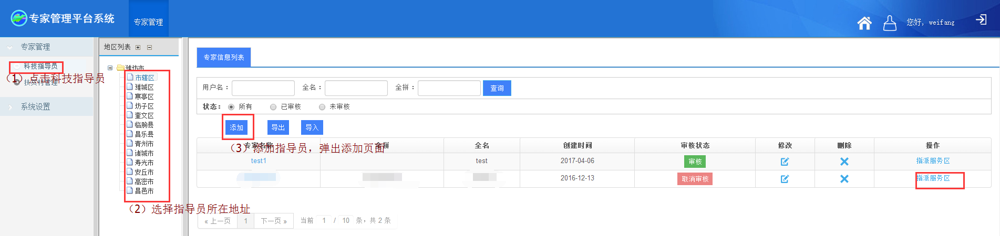 专家管理平台系统
专家管理
您好, weifang
专家管理
科技指导员
(1) 点击科技指导员
扶贫村管理
系统设置
地区列表
潍坊市
市辖区
潍城区
寒亭区
坊子区
奎文区
临朐县
昌乐县
青州市
诸城市
寿光市
安丘市
高密市
昌邑市
(2) 选择指导员所在地址
专家信息列表
用户名： 全名： 全拼： 查询
状态： 所有 已审核 未审核
添加 导出 导入
(3) 添加指导员, 弹出添加页面
专家名称 全拼 全名 创建时间 审核状态 修改 删除 操作
test1 test 2017-04-06 审核 指派服务区
2016-12-13 取消审核 指派服务区
« 上一页 1 下一页 » 当前 1 / 10 条，共 2 条